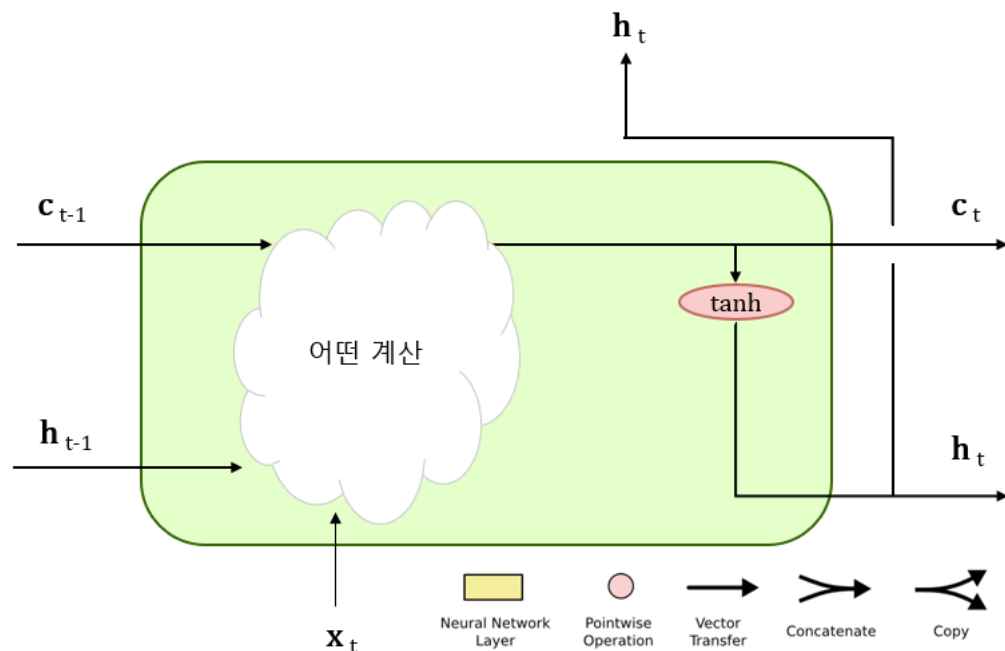 h t
c t-1
c t
tanh
어떤 계산
h t-1
h t
x t
Neural Network
Layer
Pointwise
Operation
Vector
Transfer
Concatenate
Copy